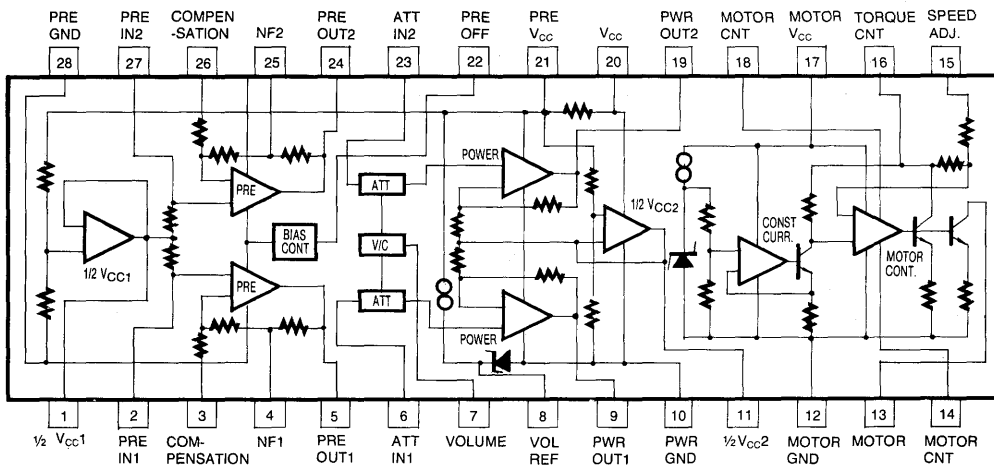 PRE GND
PRE IN2
COMPEN -SATION
NF2
PRE OUT2
ATT IN2
PRE OFF
PRE VCC
VCC
PWR OUT2
MOTOR CNT
MOTOR VCC
TORQUE CNT
SPEED ADJ.
28 27 26 25 24 23 22 21 20 19 18 17 16 15
1/2 VCC1
PRE
BIAS CONT
PRE
ATT
V/C
ATT
POWER
POWER
1/2 VCC2
CONST CURR.
MOTOR CONT.
1 2 3 4 5 6 7 8 9 10 11 12 13 14
½ VCC1
PRE IN1
COM- PENSATION
NF1
PRE OUT1
ATT IN1
VOLUME
VOL REF
PWR OUT1
PWR GND
½VCC2
MOTOR GND
MOTOR
MOTOR CNT